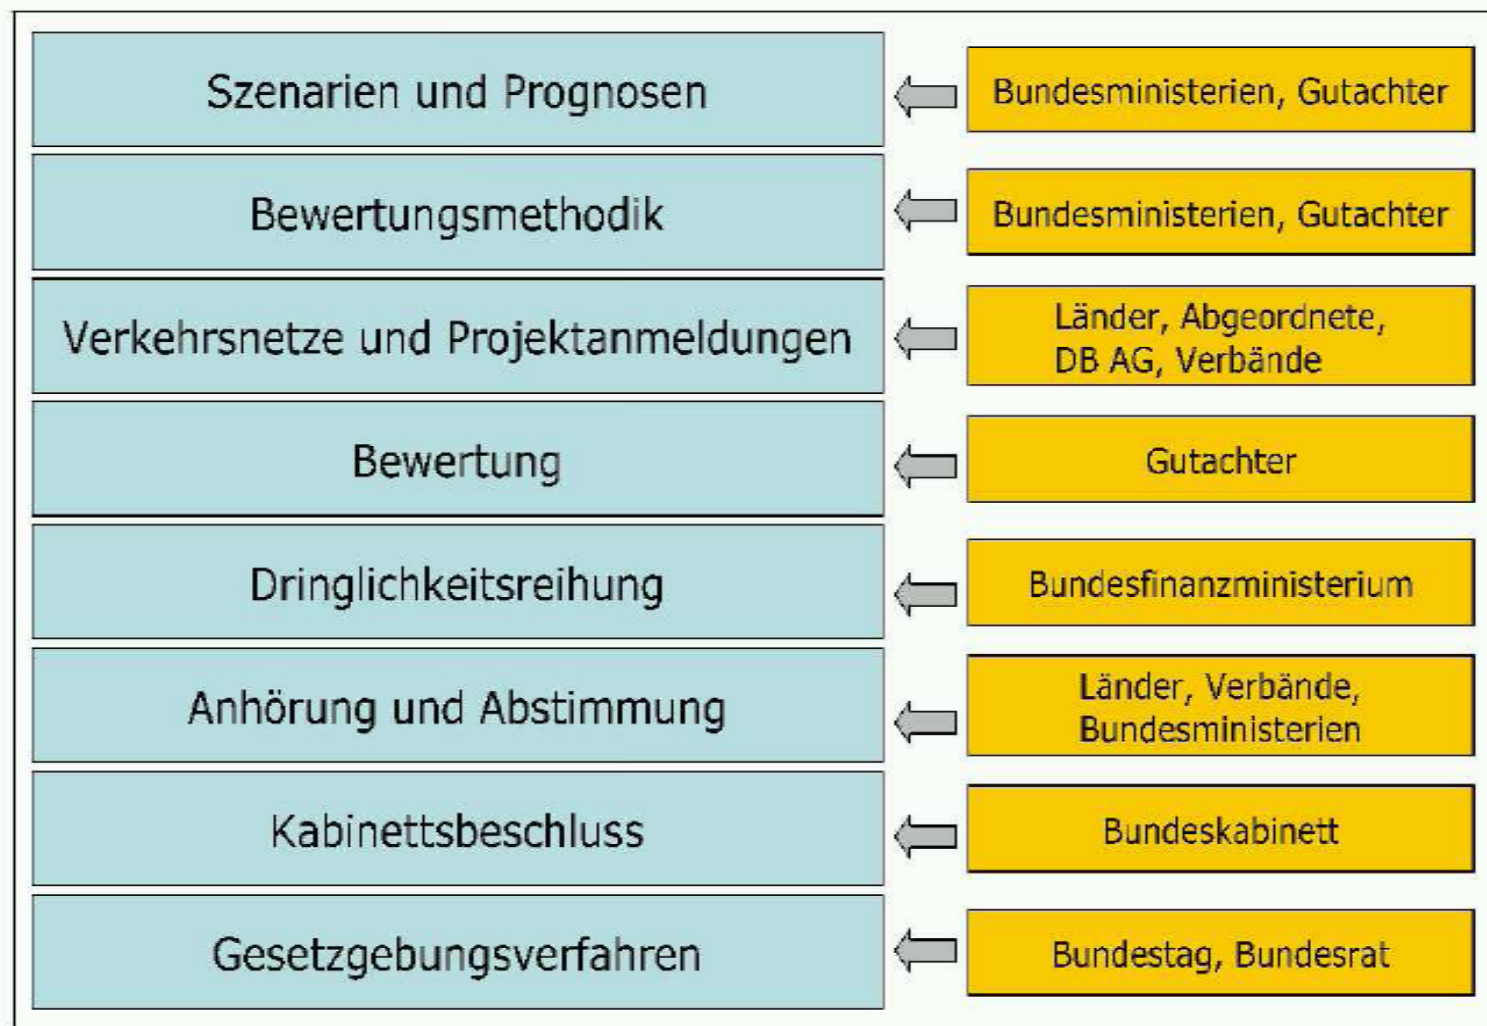 Szenarien und Prognosen
Bundesministerien, Gutachter
Bewertungsmethodik
Bundesministerien, Gutachter
Verkehrsnetze und Projektanmeldungen
Länder, Abgeordnete,
DB AG, Verbände
Bewertung
Gutachter
Dringlichkeitsreihung
Bundesfinanzministerium
Anhörung und Abstimmung
Länder, Verbände,
Bundesministerien
Kabinettsbeschluss
Bundeskabinett
Gesetzgebungsverfahren
Bundestag, Bundesrat